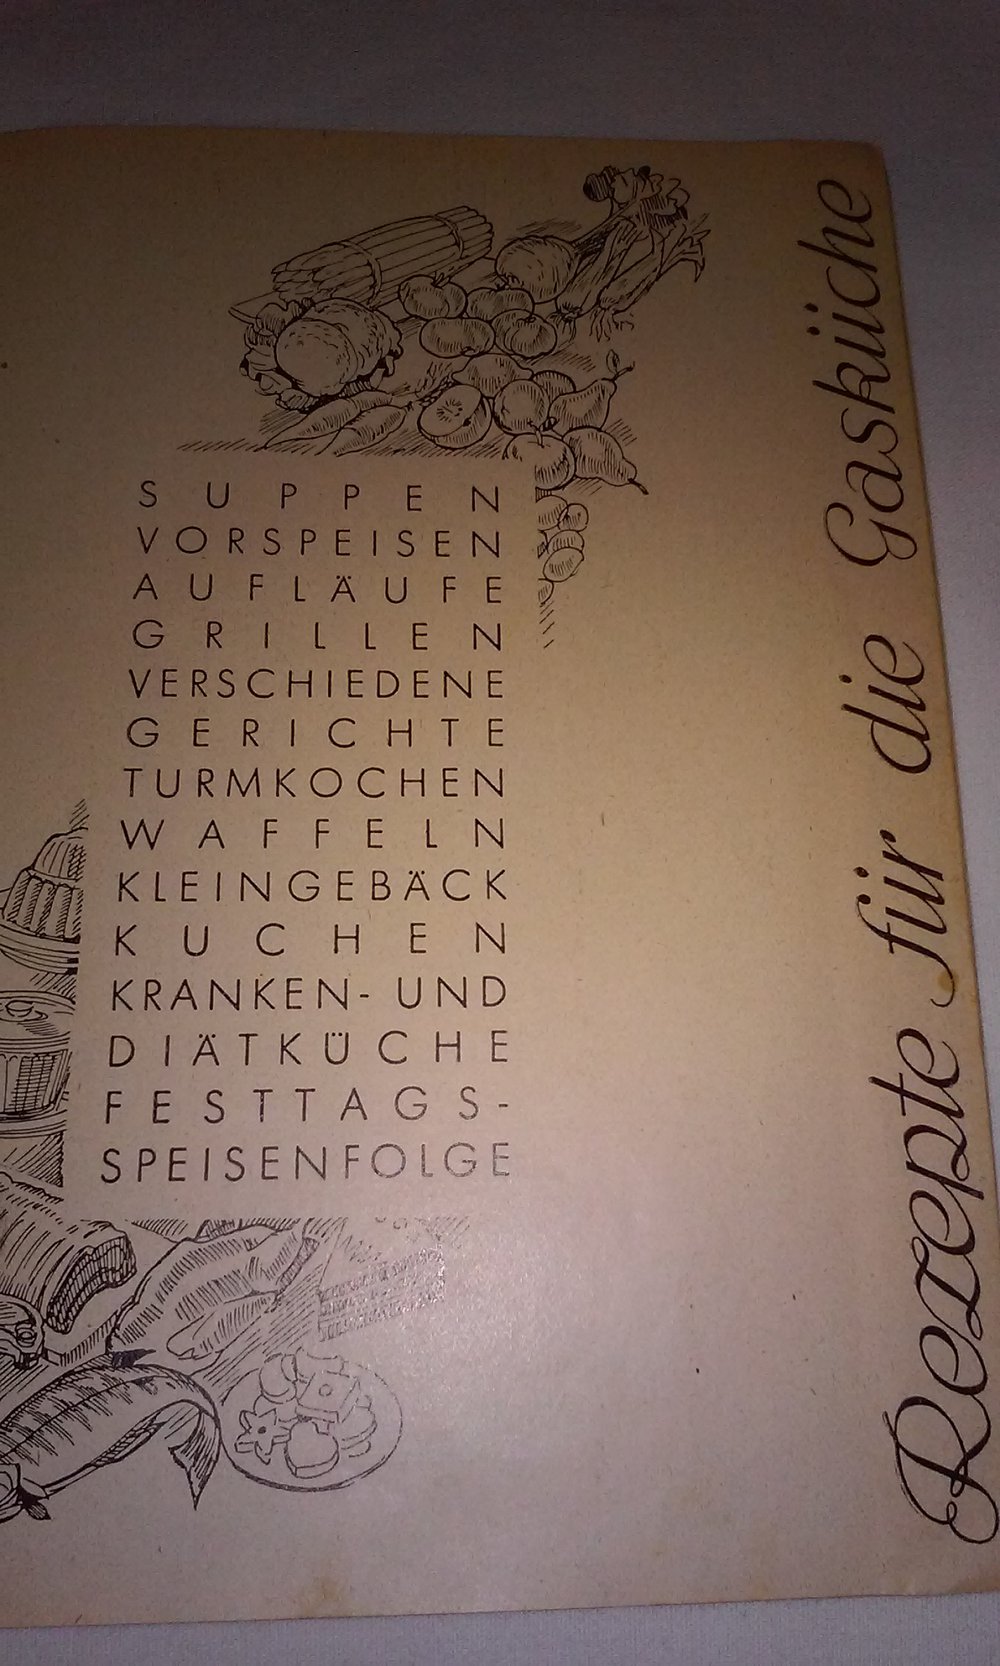 SUPPEN
VORSPEISEN
AUFLÄUFE
GRILLEN
VERSCHIEDENE
GERICHTE
TURMKOCHEN
WAFFELN
KLEINGEBÄCK
KUCHEN
KRANKEN- UND
DIÄTKÜCHE
FESTTAGS-
SPEISENFOLGE
Rezepte für die Gasküche